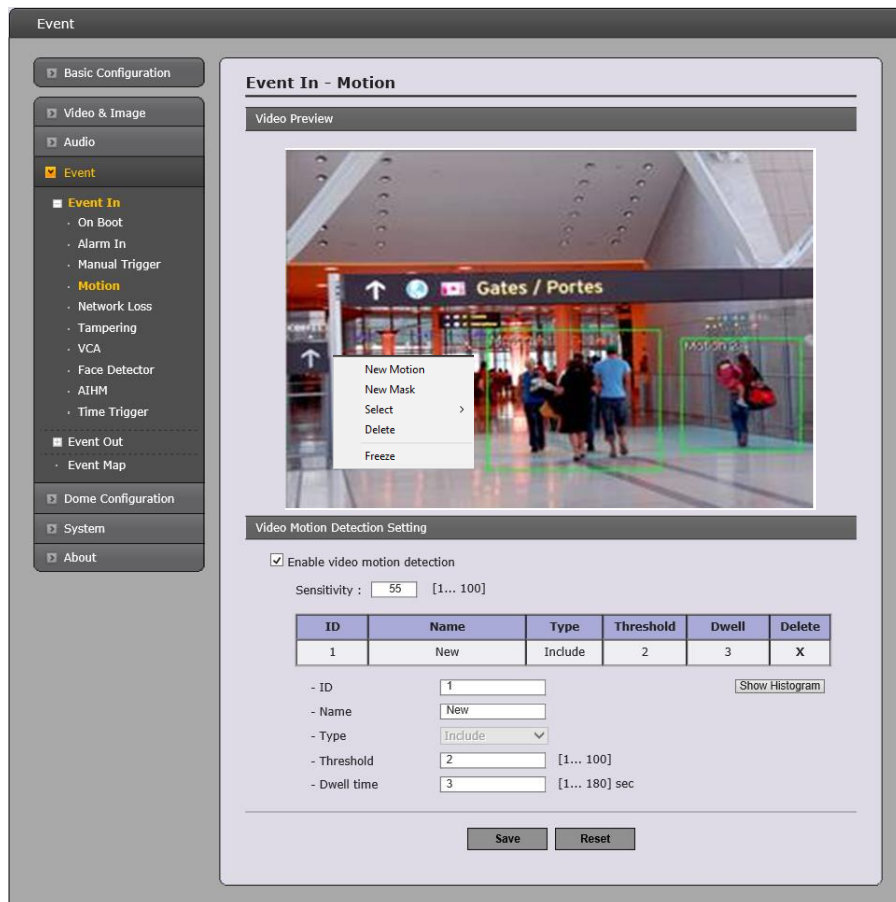 Event
Basic Configuration
Video & Image
Audio
Event
Event In
On Boot
Alarm In
Manual Trigger
Motion
Network Loss
Tampering
VCA
Face Detector
AIHM
Time Trigger
Event Out
Event Map
Dome Configuration
System
About
Event In - Motion
Video Preview
Gates / Portes
Motion 2
New Motion
New Mask
Select >
Delete
Freeze
Video Motion Detection Setting
Enable video motion detection
Sensitivity : 55 [1... 100]
ID Name Type Threshold Dwell Delete
1 New Include 2 3 X
- ID 1 Show Histogram
- Name New
- Type Include
- Threshold 2 [1... 100]
- Dwell time 3 [1... 180] sec
Save Reset